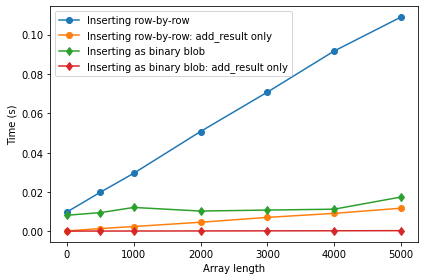 Inserting row-by-row
Inserting row-by-row: add_result only
Inserting as binary blob
Inserting as binary blob: add_result only
Time (s)
0.10
0.08
0.06
0.04
0.02
0.00
0 1000 2000 3000 4000 5000
Array length